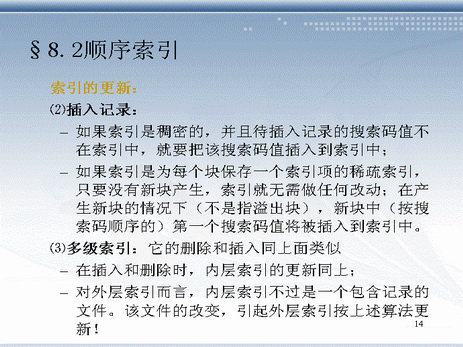 §8.2顺序索引
索引的更新：
⑵插入记录：
– 如果索引是稠密的，并且待插入记录的搜索码值不
在索引中，就要把该搜索码值插入到索引中；
– 如果索引是为每个块保存一个索引项的稀疏索引，
只要没有新块产生，索引就无需做任何改动；在产
生新块的情况下（不是指溢出块），新块中（按搜
索码顺序的）第一个搜索码值将被插入到索引中。
⑶多级索引：它的删除和插入同上面类似
– 在插入和删除时，内层索引的更新同上；
– 对外层索引而言，内层索引不过是一个包含记录的
文件。该文件的改变，引起外层索引按上述算法更
新！
14